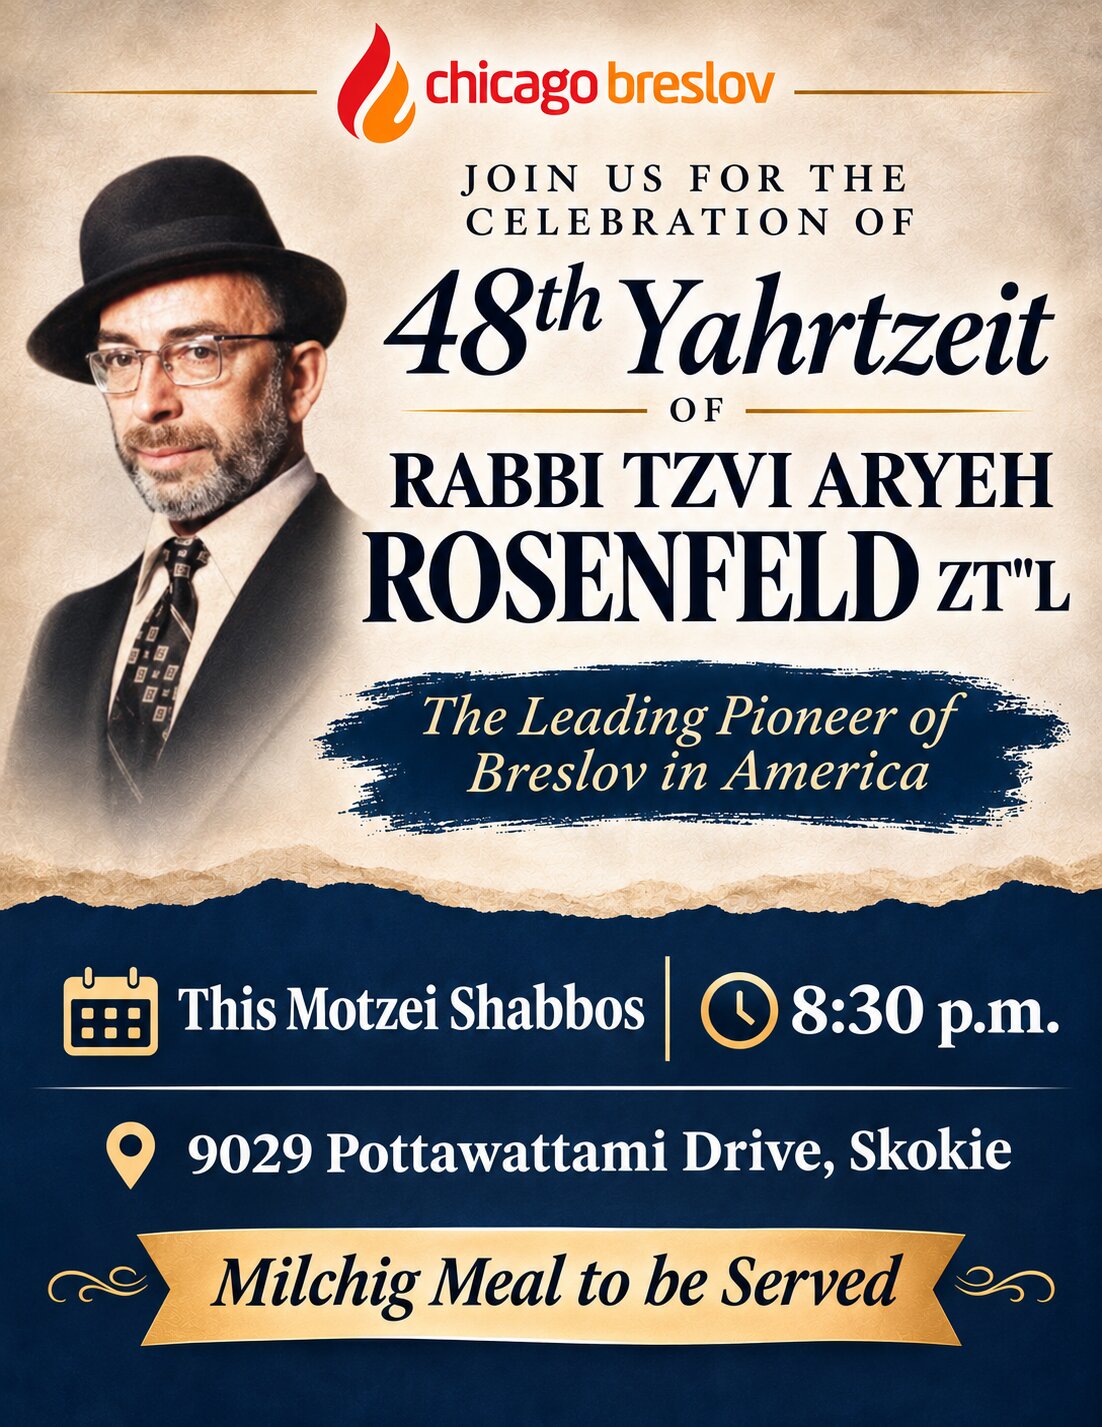 chicago breslov
JOIN US FOR THE
CELEBRATION OF
48th Yahrtzeit
OF
RABBI TZVI ARYEH
ROSENFELD ZT"L
The Leading Pioneer of
Breslov in America
This Motzei Shabbos
8:30 p.m.
9029 Pottawattami Drive, Skokie
Milchig Meal to be Served